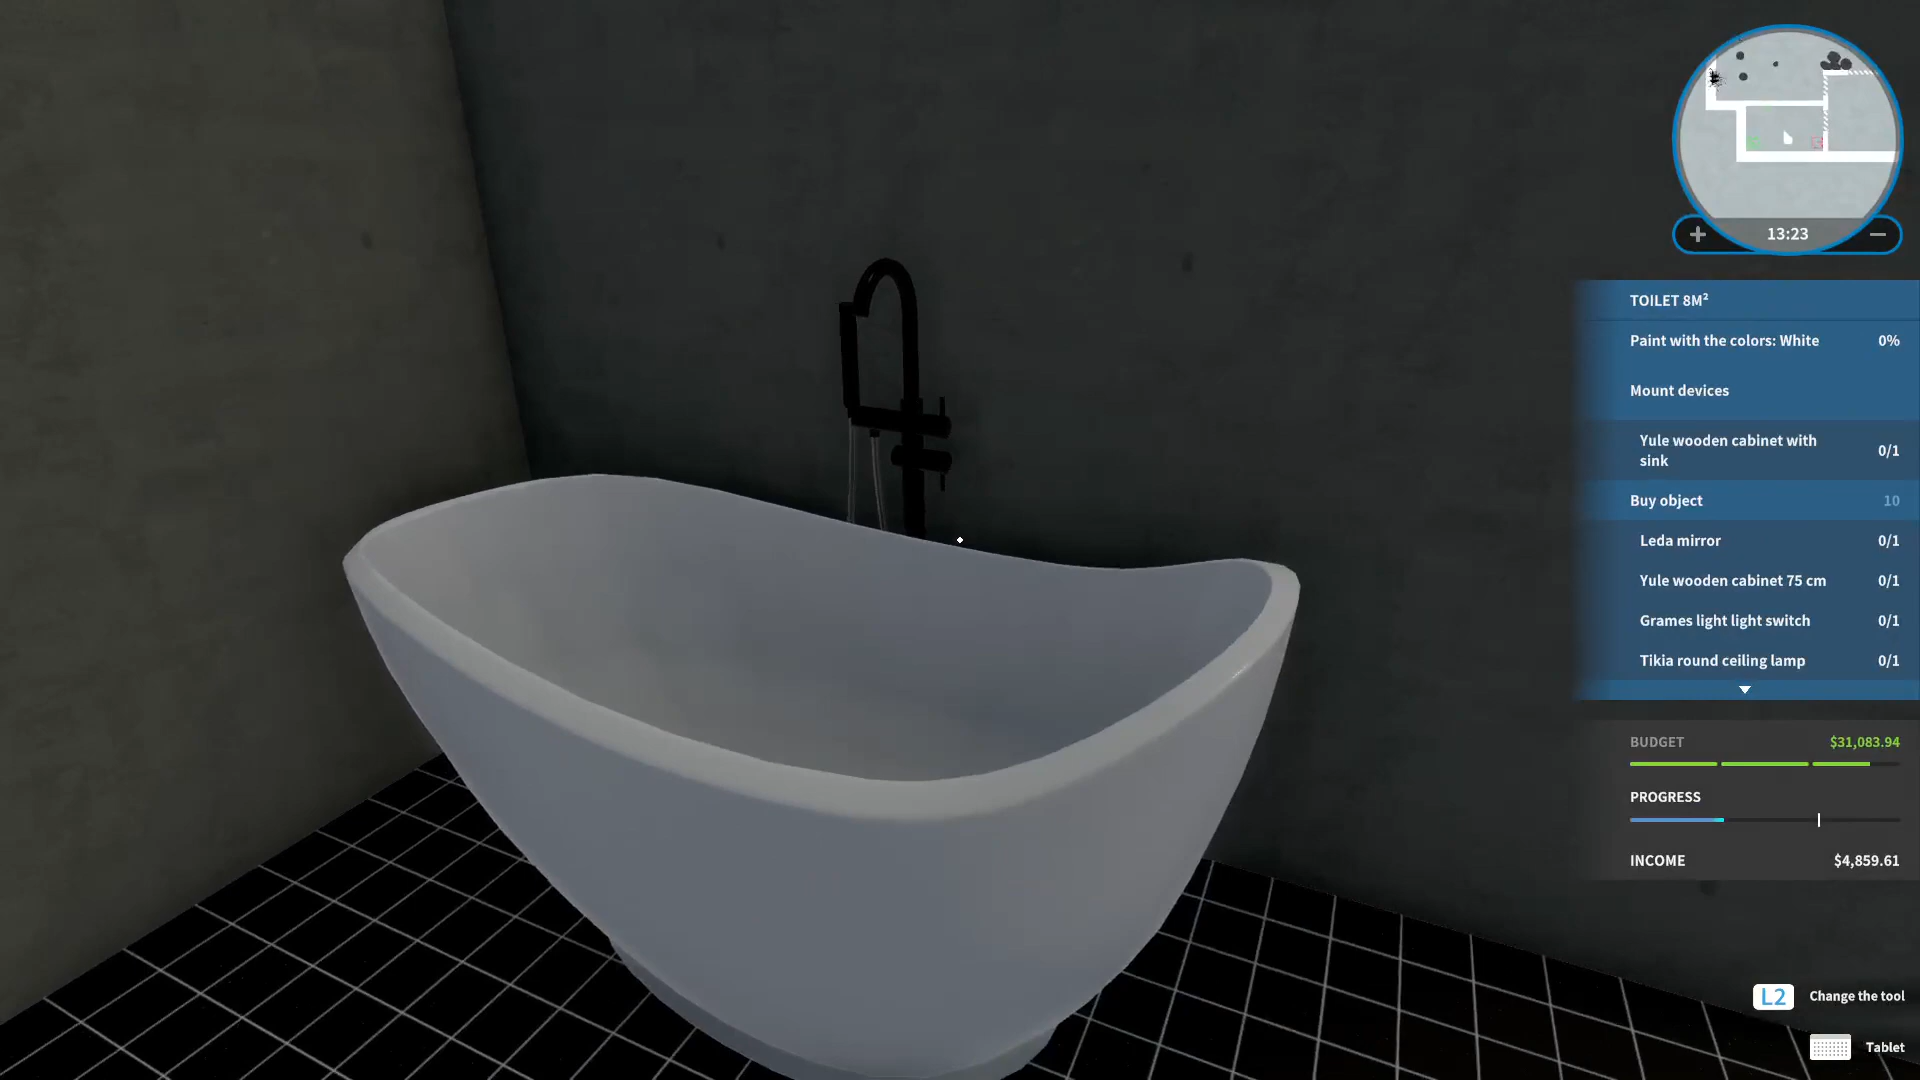 13:23
TOILET 8M²
Paint with the colors: White 0%
Mount devices
Yule wooden cabinet with
sink 0/1
Buy object 10
Leda mirror 0/1
Yule wooden cabinet 75 cm 0/1
Grames light light switch 0/1
Tikia round ceiling lamp 0/1
BUDGET $31,083.94
PROGRESS
INCOME $4,859.61
L2 Change the tool
Tablet